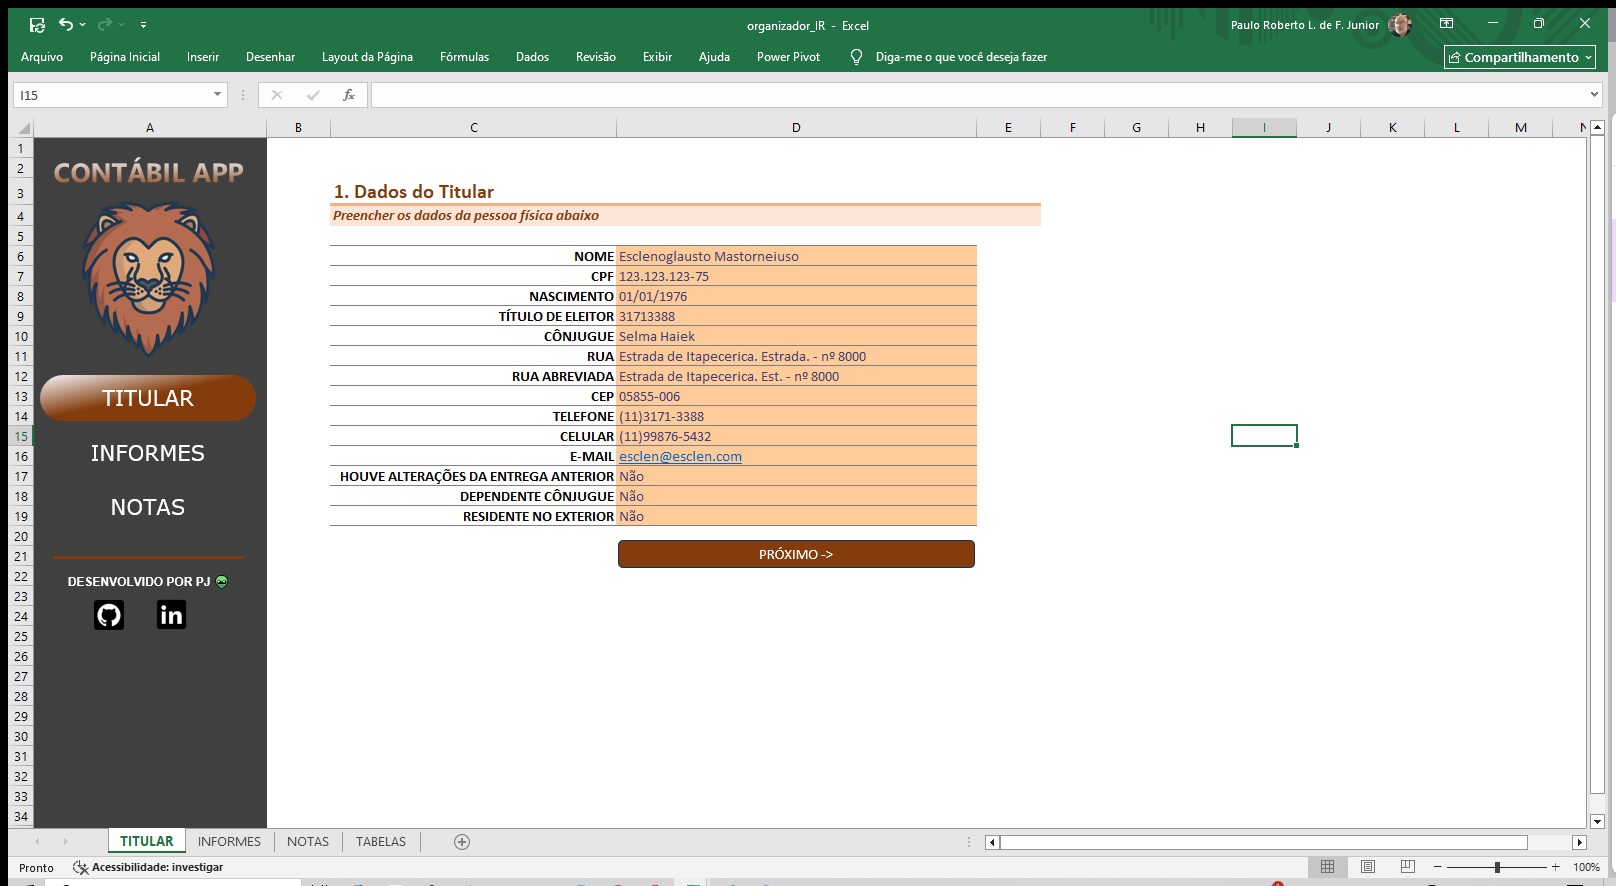 organizador_IR - Excel
Paulo Roberto L. de F. Junior
Arquivo Página Inicial Inserir Desenhar Layout da Página Fórmulas Dados Revisão Exibir Ajuda Power Pivot Diga-me o que você deseja fazer
Compartilhamento
I15
fx
A B C D E F G H I J K L M N
1
2
3
4
5
6
7
8
9
10
11
12
13
14
15
16
17
18
19
20
21
22
23
24
25
26
27
28
29
30
31
32
33
34
CONTÁBIL APP
TITULAR
INFORMES
NOTAS
DESENVOLVIDO POR PJ
in
1. Dados do Titular
Preencher os dados da pessoa física abaixo
NOME Esclenoglausto Mastorneiuso
CPF 123.123.123-75
NASCIMENTO 01/01/1976
TÍTULO DE ELEITOR 31713388
CÔNJUGUE Selma Haiek
RUA Estrada de Itapecerica. Estrada. - nº 8000
RUA ABREVIADA Estrada de Itapecerica. Est. - nº 8000
CEP 05855-006
TELEFONE (11)3171-3388
CELULAR (11)99876-5432
E-MAIL esclen@esclen.com
HOUVE ALTERAÇÕES DA ENTREGA ANTERIOR Não
DEPENDENTE CÔNJUGUE Não
RESIDENTE NO EXTERIOR Não
PRÓXIMO ->
TITULAR INFORMES NOTAS TABELAS
Pronto Acessibilidade: investigar
100%